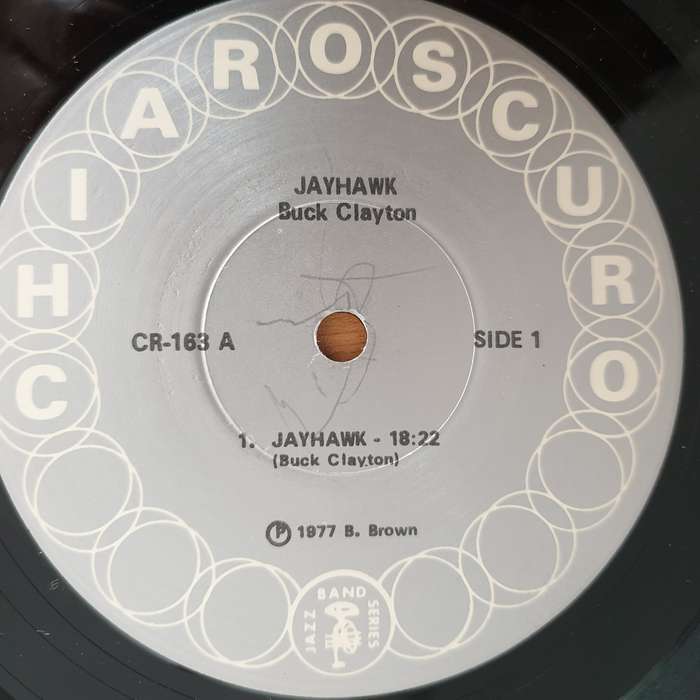 CHIAROSCURO
JAYHAWK
Buck Clayton
CR-163 A
SIDE 1
1. JAYHAWK - 18:22
(Buck Clayton)
Ⓟ 1977 B. Brown
JAZZ BAND SERIES